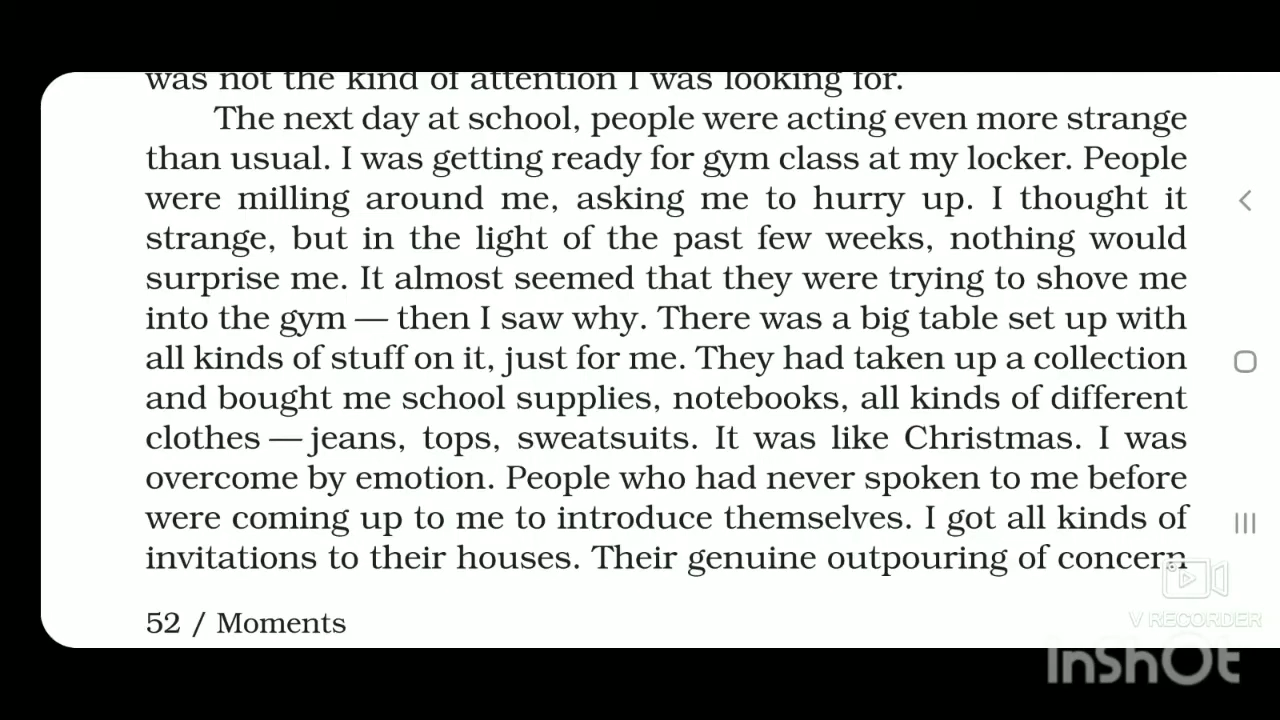 was not the kind of attention I was looking for.
The next day at school, people were acting even more strange
than usual. I was getting ready for gym class at my locker. People
were milling around me, asking me to hurry up. I thought it
strange, but in the light of the past few weeks, nothing would
surprise me. It almost seemed that they were trying to shove me
into the gym — then I saw why. There was a big table set up with
all kinds of stuff on it, just for me. They had taken up a collection
and bought me school supplies, notebooks, all kinds of different
clothes — jeans, tops, sweatsuits. It was like Christmas. I was
overcome by emotion. People who had never spoken to me before
were coming up to me to introduce themselves. I got all kinds of
invitations to their houses. Their genuine outpouring of concern
52 / Moments
V RECORDER
InShOt